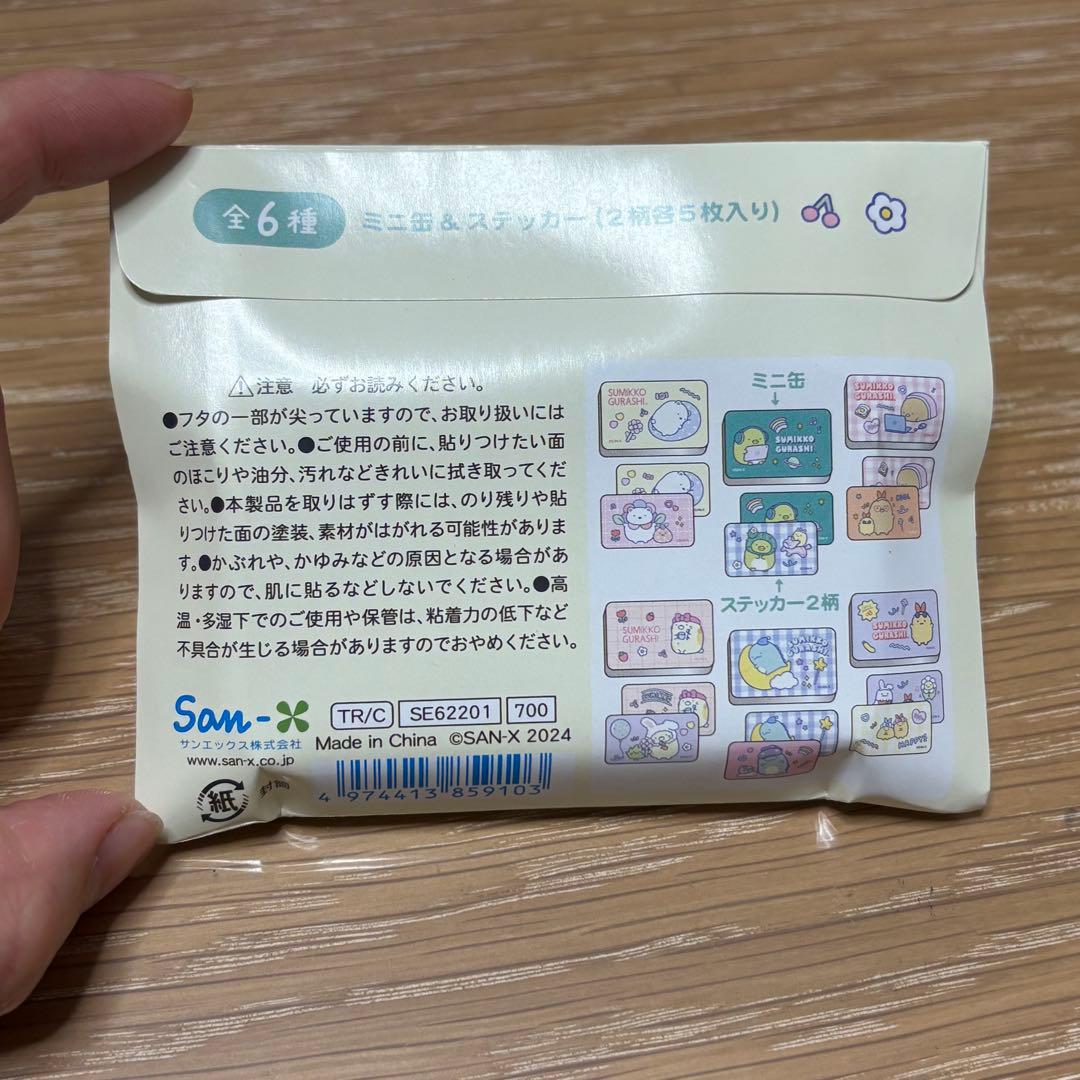 全6種 ミニ缶&ステッカー(2柄各5枚入り)
⚠注意 必ずお読みください。
●フタの一部が尖っていますので、お取り扱いには
ご注意ください。●ご使用の前に、貼りつけたい面
のほこりや油分、汚れなどきれいに拭き取ってくだ
さい。●本製品を取りはずす際には、のり残りや貼
りつけた面の塗装、素材がはがれる可能性がありま
す。●かぶれや、かゆみなどの原因となる場合があ
りますので、肌に貼るなどしないでください。●高
温・多湿下でのご使用や保管は、粘着力の低下など
不具合が生じる場合がありますのでおやめください。
San-X
サンエックス株式会社
www.san-x.co.jp
TR/C SE62201 700
Made in China ©SAN-X 2024
紙 封筒
4 974413 859103
ミニ缶
SUMIKKO
GURASHI
SUMIKKO
GURASHI
SUMIKKO
GURASHI
ステッカー2柄
SUMIKKO
GURASHI
SUMIKKO
GURASHI
SUMIKKO
GURASHI
HAPPY!